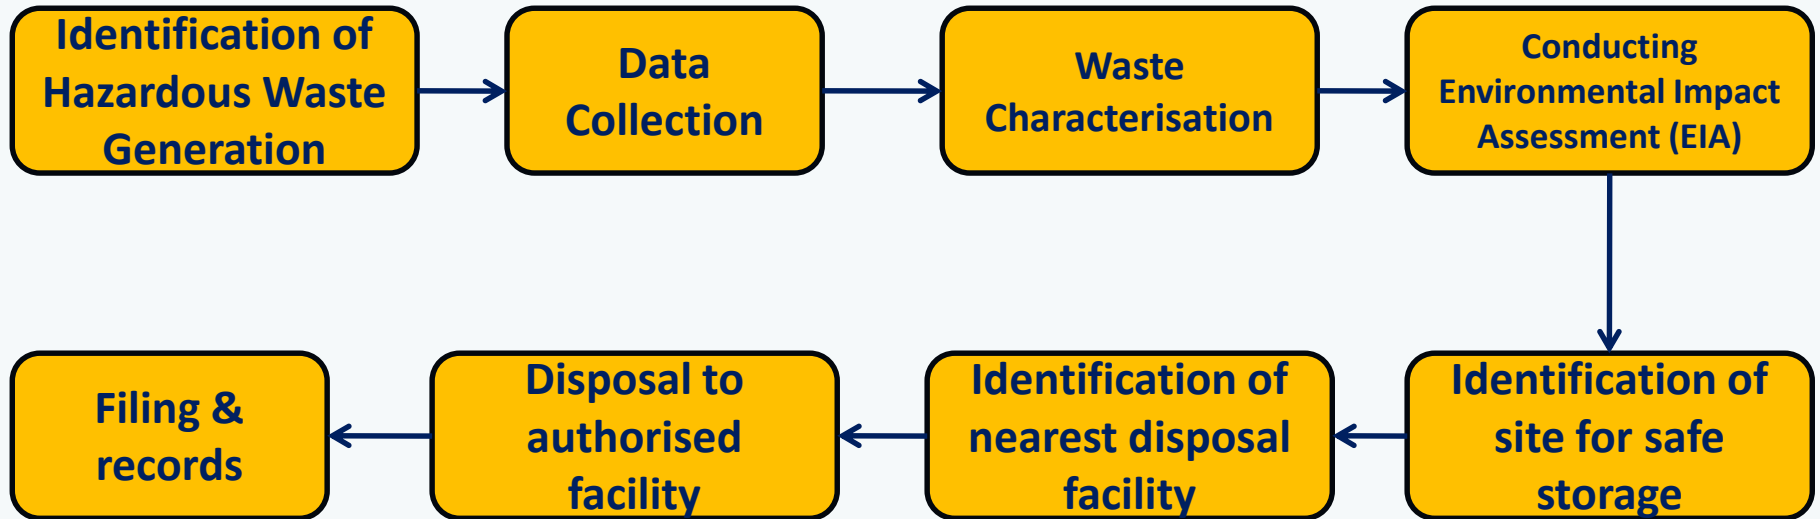 Identification of
Hazardous Waste
Generation
Data
Collection
Waste
Characterisation
Conducting
Environmental Impact
Assessment (EIA)
Identification of
site for safe
storage
Identification of
nearest disposal
facility
Disposal to
authorised
facility
Filing &
records